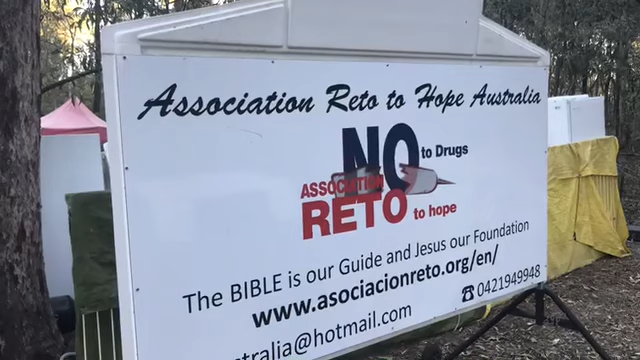 Association Reto to Hope Australia
NO to Drugs
ASSOCIATION
RETO to hope
The BIBLE is our Guide and Jesus our Foundation
www.asociacionreto.org/en/
☎0421949948
ustralia@hotmail.com